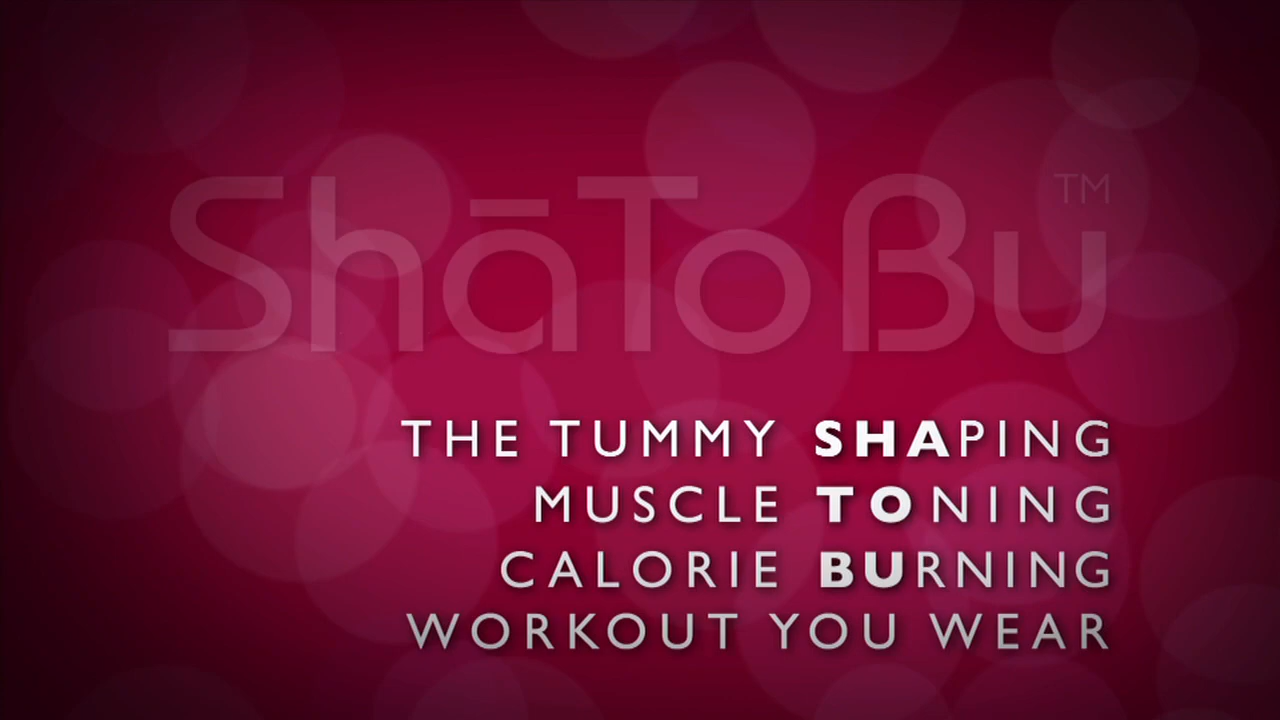 ShāToBu™
THE TUMMY SHAPING
MUSCLE TONING
CALORIE BURNING
WORKOUT YOU WEAR